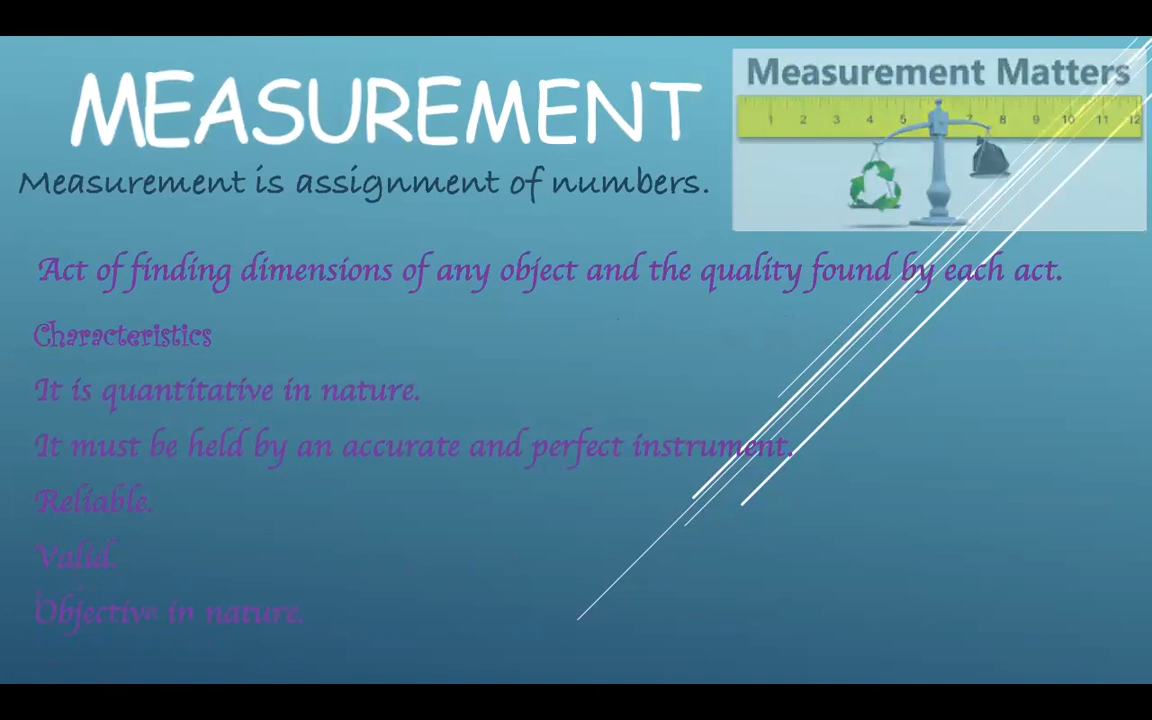 MEASUREMENT
Measurement Matters
1 2 3 4 5 7 8 9 10 11 12
Measurement is assignment of numbers.
Act of finding dimensions of any object and the quality found by each act.
Characteristics
It is quantitative in nature.
It must be held by an accurate and perfect instrument.
Reliable.
Valid.
Objective in nature.